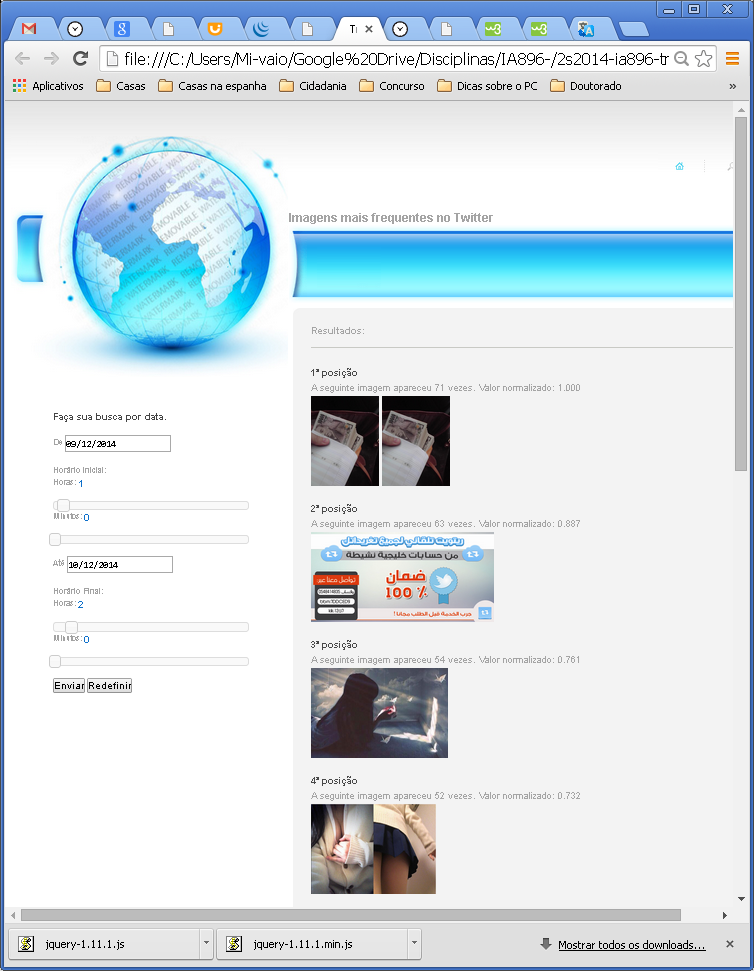 Tr
file:///C:/Users/Mi-vaio/Google%20Drive/Disciplinas/IA896-/2s2014-ia896-tr
Aplicativos Casas Casas na espanha Cidadania Concurso Dicas sobre o PC Doutorado »
REMOVABLE WATERMARK
Imagens mais frequentes no Twitter
Resultados:
1ª posição
A seguinte imagem apareceu 71 vezes. Valor normalizado: 1.000
2ª posição
A seguinte imagem apareceu 63 vezes. Valor normalizado: 0.887
ريتويت تلقائي لجميع تغريداتك
من حسابات خليجية نشيطة
تواصل معنا عبر
ضمان
100 %
جرب الخدمة قبل الطلب مجانا !
3ª posição
A seguinte imagem apareceu 54 vezes. Valor normalizado: 0.761
4ª posição
A seguinte imagem apareceu 52 vezes. Valor normalizado: 0.732
Faça sua busca por data.
De 09/12/2014
Horário Inicial:
Horas: 1
Minutos: 0
Até 10/12/2014
Horário Final:
Horas: 2
Minutos: 0
Enviar Redefinir
jquery-1.11.1.js jquery-1.11.1.min.js Mostrar todos os downloads...